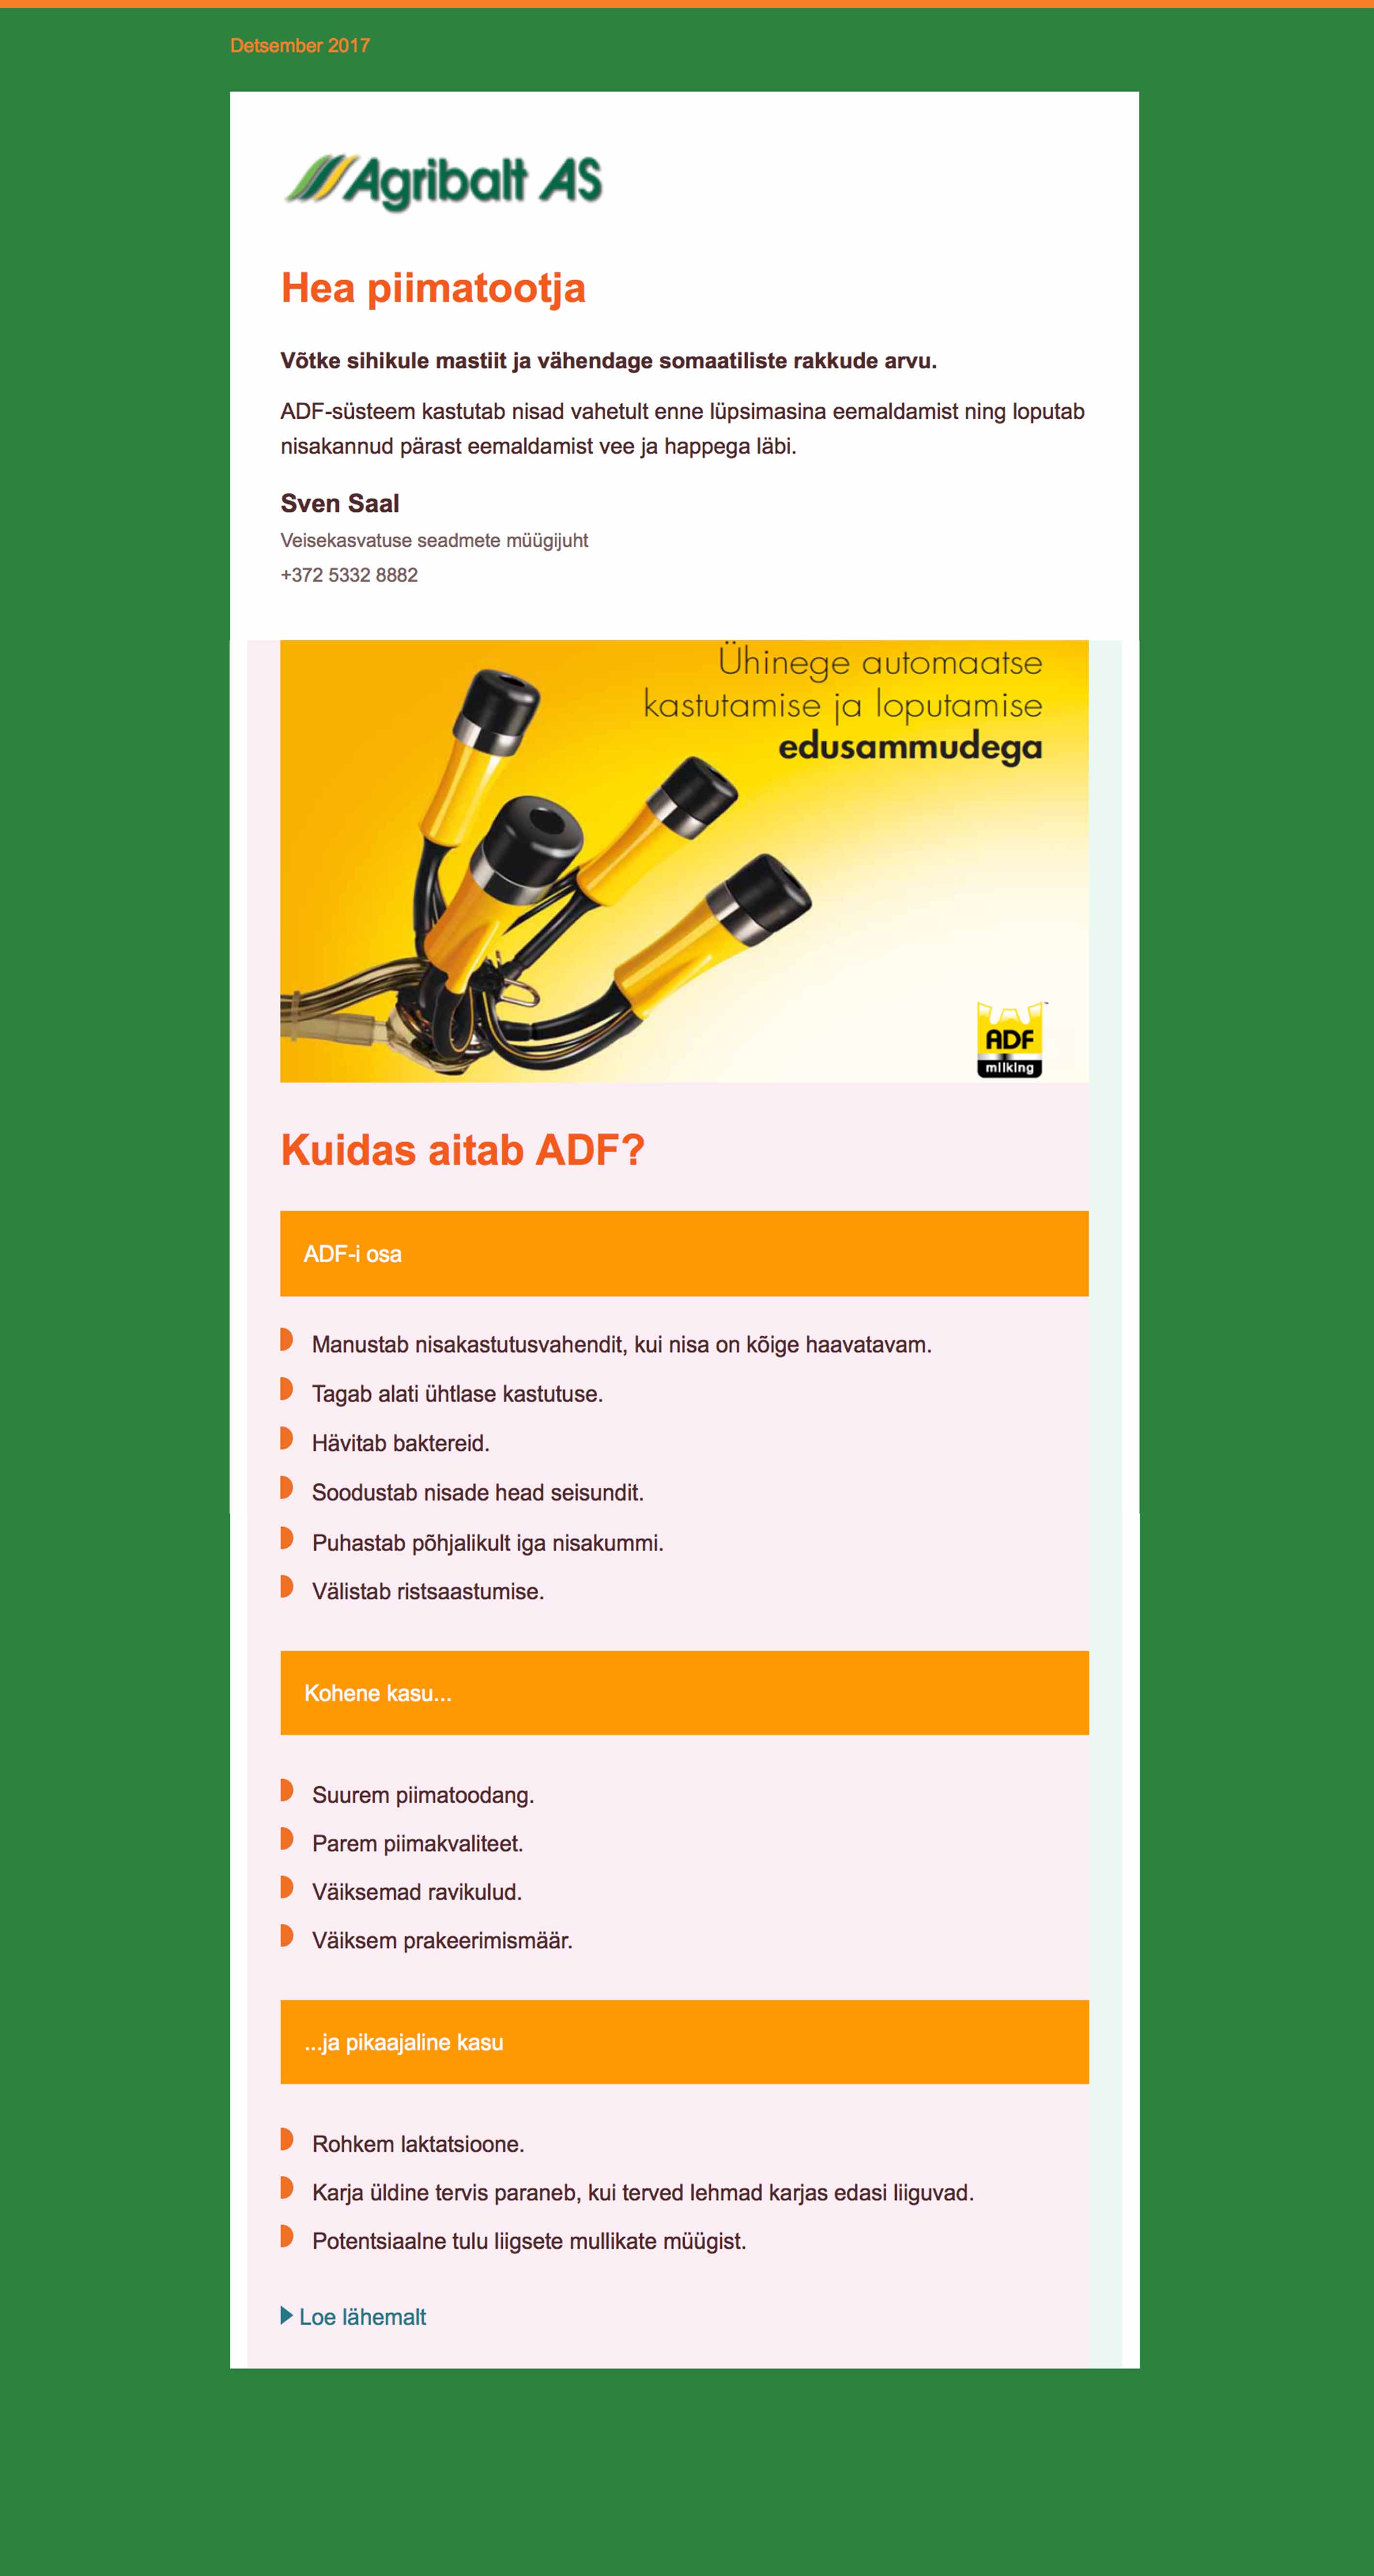 Detsember 2017
Agribalt AS
Hea piimatootja
Võtke sihikule mastiit ja vähendage somaatiliste rakkude arvu.
ADF-süsteem kastutab nisad vahetult enne lüpsimasina eemaldamist ning loputab
nisakannud pärast eemaldamist vee ja happega läbi.
Sven Saal
Veisekasvatuse seadmete müügijuht
+372 5332 8882
Ühinege automaatse
kastutamise ja loputamise
edusammudega
ADF
milking
Kuidas aitab ADF?
ADF-i osa
Manustab nisakastutusvahendit, kui nisa on kõige haavatavam.
Tagab alati ühtlase kastutuse.
Hävitab baktereid.
Soodustab nisade head seisundit.
Puhastab põhjalikult iga nisakummi.
Välistab ristsaastumise.
Kohene kasu...
Suurem piimatoodang.
Parem piimakvaliteet.
Väiksemad ravikulud.
Väiksem prakeerimismäär.
...ja pikaajaline kasu
Rohkem laktatsioone.
Karja üldine tervis paraneb, kui terved lehmad karjas edasi liiguvad.
Potentsiaalne tulu liigsete mullikate müügist.
Loe lähemalt